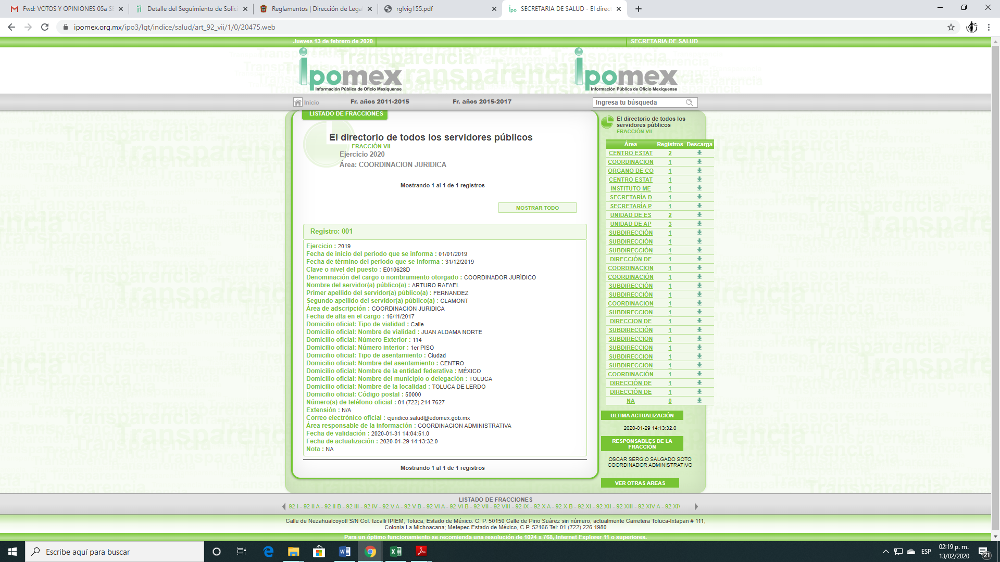 Fwd: VOTOS Y OPINIONES 05a SE
Detalle del Seguimiento de Solici
Reglamentos | Dirección de Lega
rglvig155.pdf
SECRETARIA DE SALUD - El direct
ipomex.org.mx/ipo3/lgt/indice/salud/art_92_vii/1/0/20475.web
Jueves 13 de febrero de 2020
SECRETARIA DE SALUD
ipomex
Información Pública de Oficio Mexiquense
ipomex
Información Pública de Oficio Mexiquense
Inicio
Fr. años 2011-2015
Fr. años 2015-2017
Ingresa tu búsqueda
LISTADO DE FRACCIONES
El directorio de todos los servidores públicos
FRACCIÓN VII
Ejercicio 2020
Área: COORDINACION JURIDICA
Mostrando 1 al 1 de 1 registros
MOSTRAR TODO
Registro: 001
Ejercicio : 2019
Fecha de inicio del periodo que se informa : 01/01/2019
Fecha de término del periodo que se informa : 31/12/2019
Clave o nivel del puesto : E010628D
Denominación del cargo o nombramiento otorgado : COORDINADOR JURÍDICO
Nombre del servidor(a) público(a) : ARTURO RAFAEL
Primer apellido del servidor(a) público(a) : FERNANDEZ
Segundo apellido del servidor(a) público(a) : CLAMONT
Área de adscripción : COORDINACION JURIDICA
Fecha de alta en el cargo : 16/11/2017
Domicilio oficial: Tipo de vialidad : Calle
Domicilio oficial: Nombre de vialidad : JUAN ALDAMA NORTE
Domicilio oficial: Número Exterior : 114
Domicilio oficial: Número interior : 1er PISO
Domicilio oficial: Tipo de asentamiento : Ciudad
Domicilio oficial: Nombre del asentamiento : CENTRO
Domicilio oficial: Nombre de la entidad federativa : MÉXICO
Domicilio oficial: Nombre del municipio o delegación : TOLUCA
Domicilio oficial: Nombre de la localidad : TOLUCA DE LERDO
Domicilio oficial: Código postal : 50000
Número(s) de teléfono oficial : 01 (722) 214 7627
Extensión : N/A
Correo electrónico oficial : cjuridico.salud@edomex.gob.mx
Área responsable de la información : COORDINACION ADMINISTRATIVA
Fecha de validación : 2020-01-31 14:04:51.0
Fecha de actualización : 2020-01-29 14:13:32.0
Nota : NA
Mostrando 1 al 1 de 1 registros
El directorio de todos los
servidores públicos
FRACCIÓN VII
Área Registros Descarga
CENTRO ESTAT 2
COORDINACION 1
ORGANO DE CO 1
CENTRO ESTAT 1
INSTITUTO ME 1
SECRETARÍA D 1
SECRETARÍA P 1
UNIDAD DE ES 2
UNIDAD DE AP 3
SUBDIRECCIÓN 1
SUBDIRECCIÓN 1
SUBDIRECCIÓN 1
DIRECCIÓN DE 1
COORDINACION 1
COORDINACIÓN 1
SUBDIRECCIÓN 1
SUBDIRECCIÓN 1
COORDINACION 1
SUBDIRECCION 1
DIRECCION DE 1
SUBDIRECCIÓN 1
SUBDIRECCION 1
SUBDIRECCION 1
SUBDIRECCION 1
SUBDIRECCION 1
COORDINACIÓN 1
DIRECCIÓN DE 1
DIRECCIÓN DE 1
NA 0
ULTIMA ACTUALIZACIÓN
2020-01-29 14:13:32.0
RESPONSABLES DE LA
FRACCIÓN
OSCAR SERGIO SALGADO SOTO
COORDINADOR ADMINISTRATIVO
VER OTRAS AREAS
LISTADO DE FRACCIONES
92 I - 92 II A - 92 II B - 92 III - 92 IV - 92 V A - 92 V B - 92 VI A - 92 VI B - 92 VII - 92 VIII - 92 IX - 92 X A - 92 X B - 92 XI - 92 XII - 92 XIII - 92 XIV A - 92 XIV
Calle de Nezahualcoyotl S/N Col. Izcalli IPIEM, Toluca, Estado de México. C. P. 50150 Calle de Pino Suárez sin número, actualmente Carretera Toluca-Ixtapan # 111,
Colonia La Michoacana; Metepec Estado de México, C.P. 52166 Tel: 01 (722) 226 1980
Para un óptimo funcionamiento se recomienda una resolución de 1024 x 768, Internet Explorer 11 o superiores.
Escribe aquí para buscar
ESP
02:19 p. m.
13/02/2020
21